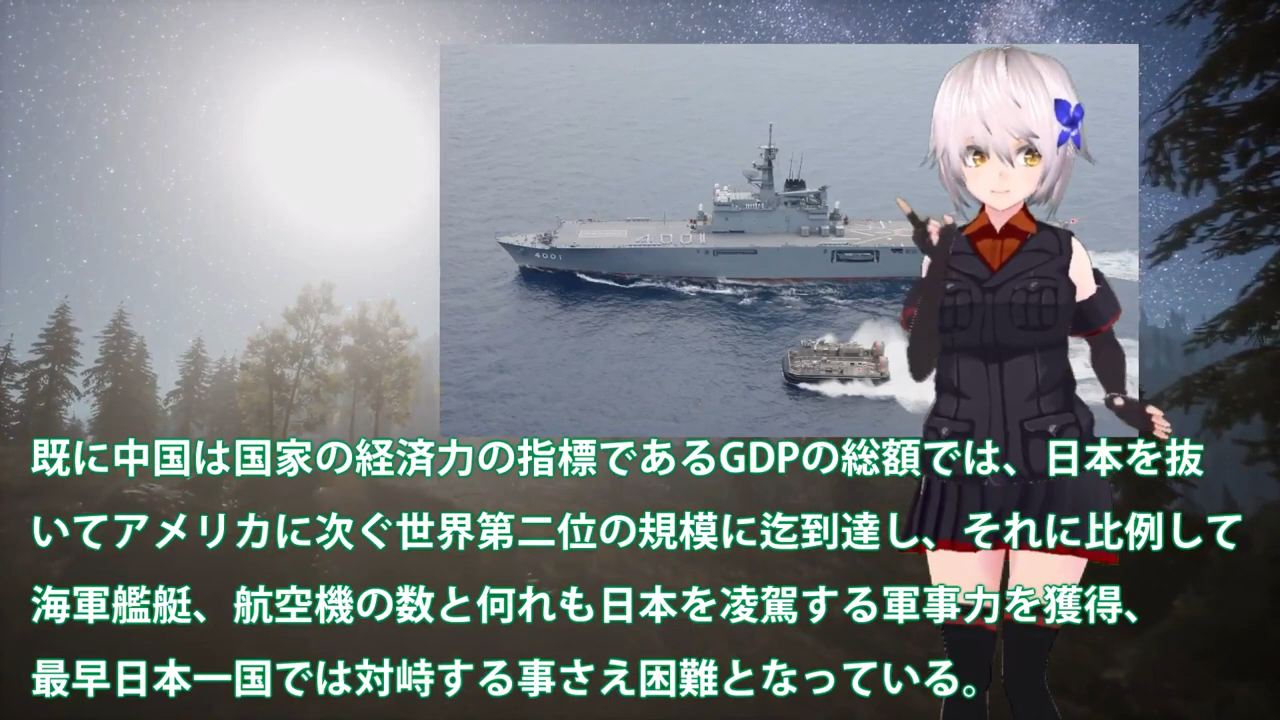 4001
4001
既に中国は国家の経済力の指標であるGDPの総額では、日本を抜
いてアメリカに次ぐ世界第二位の規模に迄到達し、それに比例して
海軍艦艇、航空機の数と何れも日本を凌駕する軍事力を獲得、
最早日本一国では対峙する事さえ困難となっている。